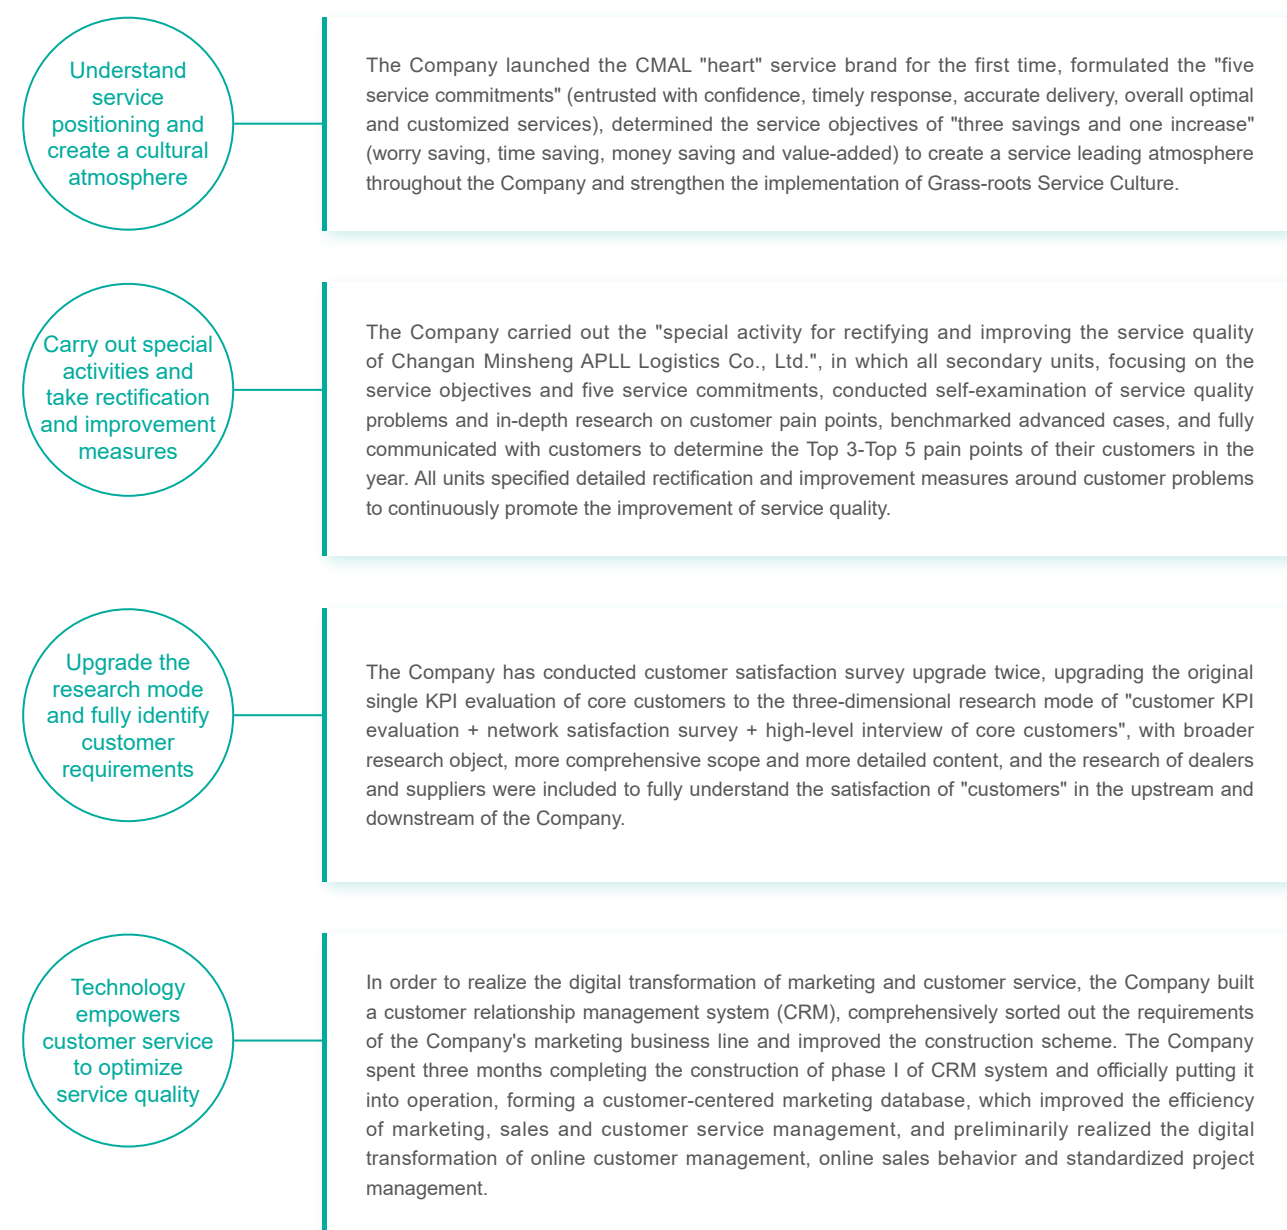 Understand
service
positioning and
create a cultural
atmosphere
The Company launched the CMAL "heart" service brand for the first time, formulated the "five
service commitments" (entrusted with confidence, timely response, accurate delivery, overall optimal
and customized services), determined the service objectives of "three savings and one increase"
(worry saving, time saving, money saving and value-added) to create a service leading atmosphere
throughout the Company and strengthen the implementation of Grass-roots Service Culture.
Carry out special
activities and
take rectification
and improvement
measures
The Company carried out the "special activity for rectifying and improving the service quality
of Changan Minsheng APLL Logistics Co., Ltd.", in which all secondary units, focusing on the
service objectives and five service commitments, conducted self-examination of service quality
problems and in-depth research on customer pain points, benchmarked advanced cases, and fully
communicated with customers to determine the Top 3-Top 5 pain points of their customers in the
year. All units specified detailed rectification and improvement measures around customer problems
to continuously promote the improvement of service quality.
Upgrade the
research mode
and fully identify
customer
requirements
The Company has conducted customer satisfaction survey upgrade twice, upgrading the original
single KPI evaluation of core customers to the three-dimensional research mode of "customer KPI
evaluation + network satisfaction survey + high-level interview of core customers", with broader
research object, more comprehensive scope and more detailed content, and the research of dealers
and suppliers were included to fully understand the satisfaction of "customers" in the upstream and
downstream of the Company.
Technology
empowers
customer service
to optimize
service quality
In order to realize the digital transformation of marketing and customer service, the Company built
a customer relationship management system (CRM), comprehensively sorted out the requirements
of the Company's marketing business line and improved the construction scheme. The Company
spent three months completing the construction of phase I of CRM system and officially putting it
into operation, forming a customer-centered marketing database, which improved the efficiency
of marketing, sales and customer service management, and preliminarily realized the digital
transformation of online customer management, online sales behavior and standardized project
management.